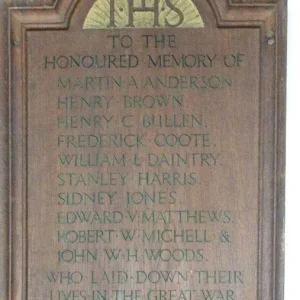 IHS
TO THE
HONOURED MEMORY OF
MARTIN A ANDERSON
HENRY BROWN.
HENRY C BULLEN.
FREDERICK COOTE.
WILLIAM L DAINTRY.
STANLEY HARRIS.
SIDNEY JONES.
EDWARD V MATTHEWS.
ROBERT W MICHELL &
JOHN W H WOODS.
WHO LAID DOWN THEIR
LIVES IN THE GREAT WAR